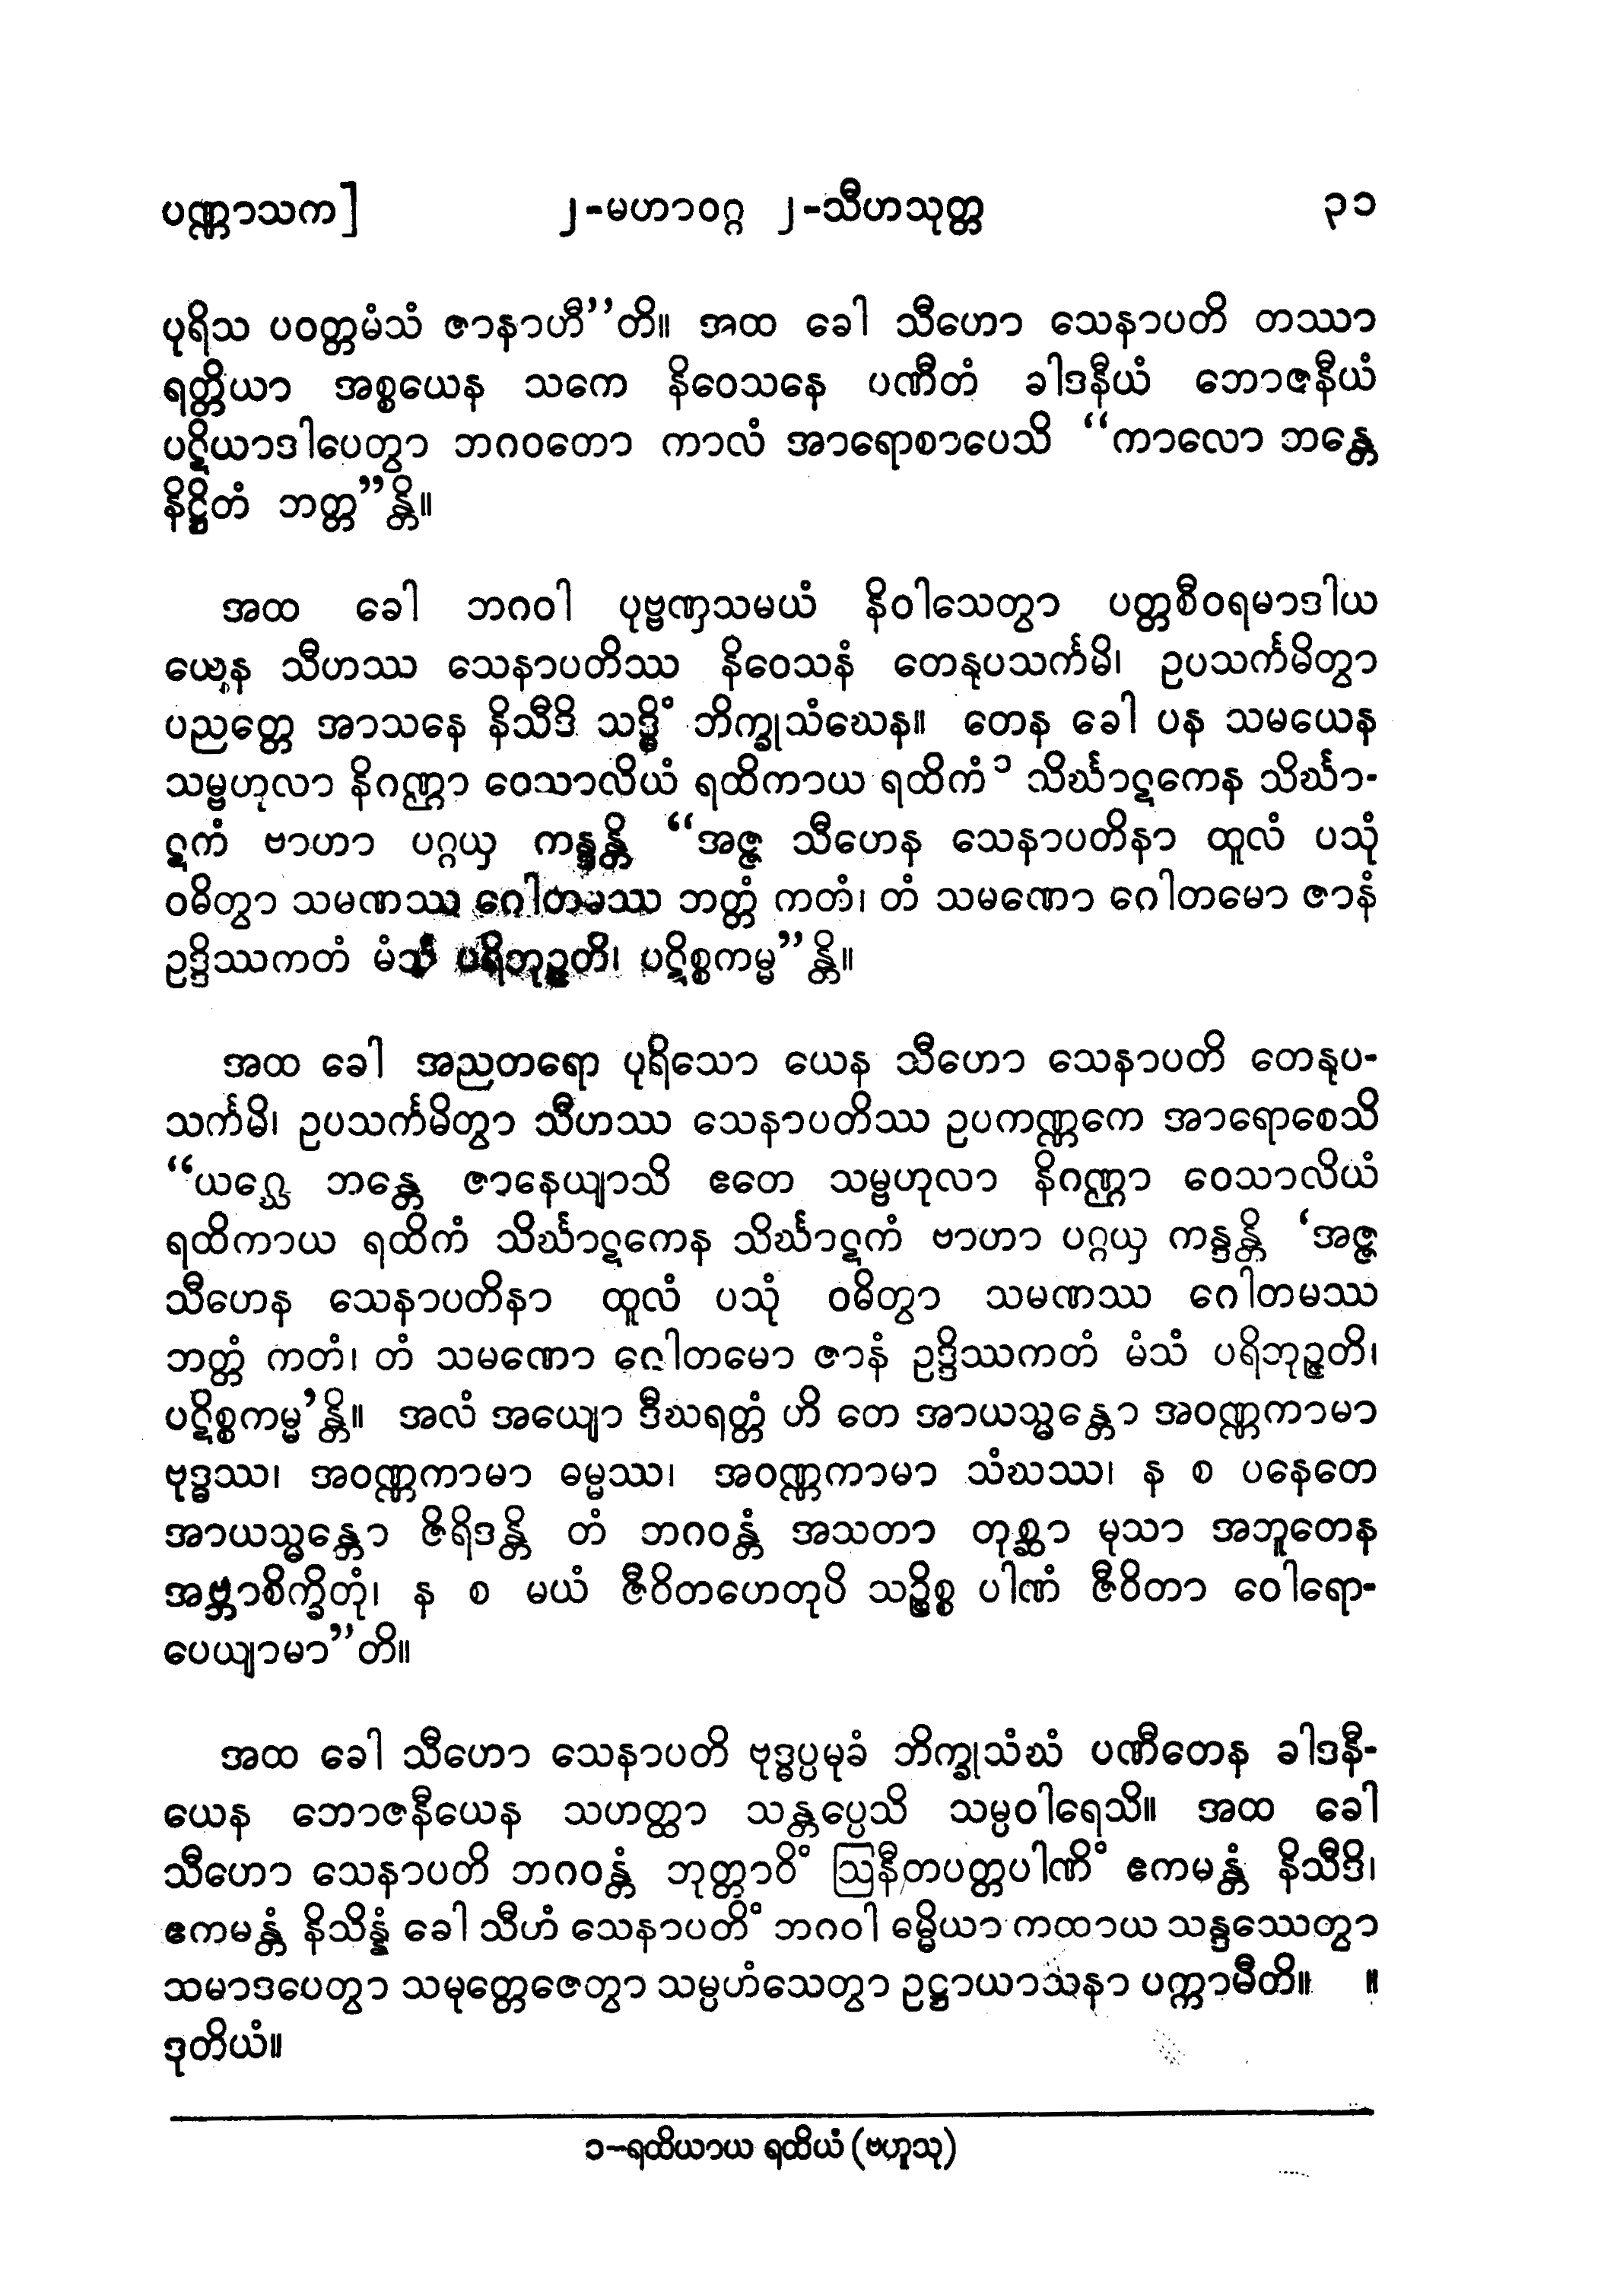 ပဏ္ဏာသက] ၂-မဟာဝဂ္ဂ ၂-သီဟသုတ္တ ၃၁
ပုရိသ ပဝတ္တမံသံ ဇာနာဟီ’’တိ။ အထ ခေါ သီဟော သေနာပတိ တဿာ
ရတ္တိယာ အစ္စယေန သကေ နိဝေသနေ ပဏီတံ ခါဒနီယံ ဘောဇနီယံ
ပဋိယာဒါပေတွာ ဘဂဝတော ကာလံ အာရောစာပေသိ “ကာလော ဘန္တေ
နိဋ္ဌိတံ ဘတ္တ”န္တိ။
အထ ခေါ ဘဂဝါ ပုဗ္ဗဏှသမယံ နိဝါသေတွာ ပတ္တစီဝရမာဒါယ
ယေန သီဟဿ သေနာပတိဿ နိဝေသနံ တေနုပသင်္ကမိ၊ ဥပသင်္ကမိတွာ
ပညတ္တေ အာသနေ နိသီဒိ သဒ္ဓိံ ဘိက္ခုသံဃေန။ တေန ခေါ ပန သမယေန
သမ္ဗဟုလာ နိဂဏ္ဌာ ဝေသာလိယံ ရထိကာယ ရထိကံ၁ သိင်္ဃာဋကေန သိင်္ဃာ-
ဋကံ ဗာဟာ ပဂ္ဂယှ ကန္ဒန္တိ “အဇ္ဇ သီဟေန သေနာပတိနာ ထူလံ ပသုံ
ဝဓိတွာ သမဏဿ ဂေါတမဿ ဘတ္တံ ကတံ၊ တံ သမဏော ဂေါတမော ဇာနံ
ဥဒ္ဒိဿကတံ မံသံ ပရိဘုဉ္ဇတိ၊ ပဋိစ္စကမ္မ”န္တိ။
အထ ခေါ အညတရော ပုရိသော ယေန သီဟော သေနာပတိ တေနုပ-
သင်္ကမိ၊ ဥပသင်္ကမိတွာ သီဟဿ သေနာပတိဿ ဥပကဏ္ဏကေ အာရောစေသိ
“ယဂ္ဃေ ဘန္တေ ဇာနေယျာသိ ဧတေ သမ္ဗဟုလာ နိဂဏ္ဌာ ဝေသာလိယံ
ရထိကာယ ရထိကံ သိင်္ဃာဋကေန သိင်္ဃာဋကံ ဗာဟာ ပဂ္ဂယှ ကန္ဒန္တိ ‘အဇ္ဇ
သီဟေန သေနာပတိနာ ထူလံ ပသုံ ဝဓိတွာ သမဏဿ ဂေါတမဿ
ဘတ္တံ ကတံ၊ တံ သမဏော ဂေါတမော ဇာနံ ဥဒ္ဒိဿကတံ မံသံ ပရိဘုဉ္ဇတိ၊
ပဋိစ္စကမ္မ’န္တိ။ အလံ အယျော ဒီဃရတ္တံ ဟိ တေ အာယသ္မန္တော အဝဏ္ဏကာမာ
ဗုဒ္ဓဿ၊ အဝဏ္ဏကာမာ ဓမ္မဿ၊ အဝဏ္ဏကာမာ သံဃဿ၊ န စ ပနေတေ
အာယသ္မန္တော ဇိရိဒန္တိ တံ ဘဂဝန္တံ အသတာ တုစ္ဆာ မုသာ အဘူတေန
အဗ္ဘာစိက္ခိတုံ၊ န စ မယံ ဇီဝိတဟေတုပိ သဉ္စိစ္စ ပါဏံ ဇီဝိတာ ဝေါရော-
ပေယျာမာ”တိ။
အထ ခေါ သီဟော သေနာပတိ ဗုဒ္ဓပ္ပမုခံ ဘိက္ခုသံဃံ ပဏီတေန ခါဒနီ-
ယေန ဘောဇနီယေန သဟတ္ထာ သန္တပ္ပေသိ သမ္ပဝါရေသိ။ အထ ခေါ
သီဟော သေနာပတိ ဘဂဝန္တံ ဘုတ္တာဝိံ ဩနီတပတ္တပါဏိံ ဧကမန္တံ နိသီဒိ၊
ဧကမန္တံ နိသိန္နံ ခေါ သီဟံ သေနာပတိံ ဘဂဝါ ဓမ္မိယာ ကထာယ သန္ဒဿေတွာ
သမာဒပေတွာ သမုတ္တေဇေတွာ သမ္ပဟံသေတွာ ဥဋ္ဌာယာသနာ ပက္ကာမီတိ။ ။
ဒုတိယံ။
၁-ရထိယာယ ရထိယံ (ဗဟူသု)